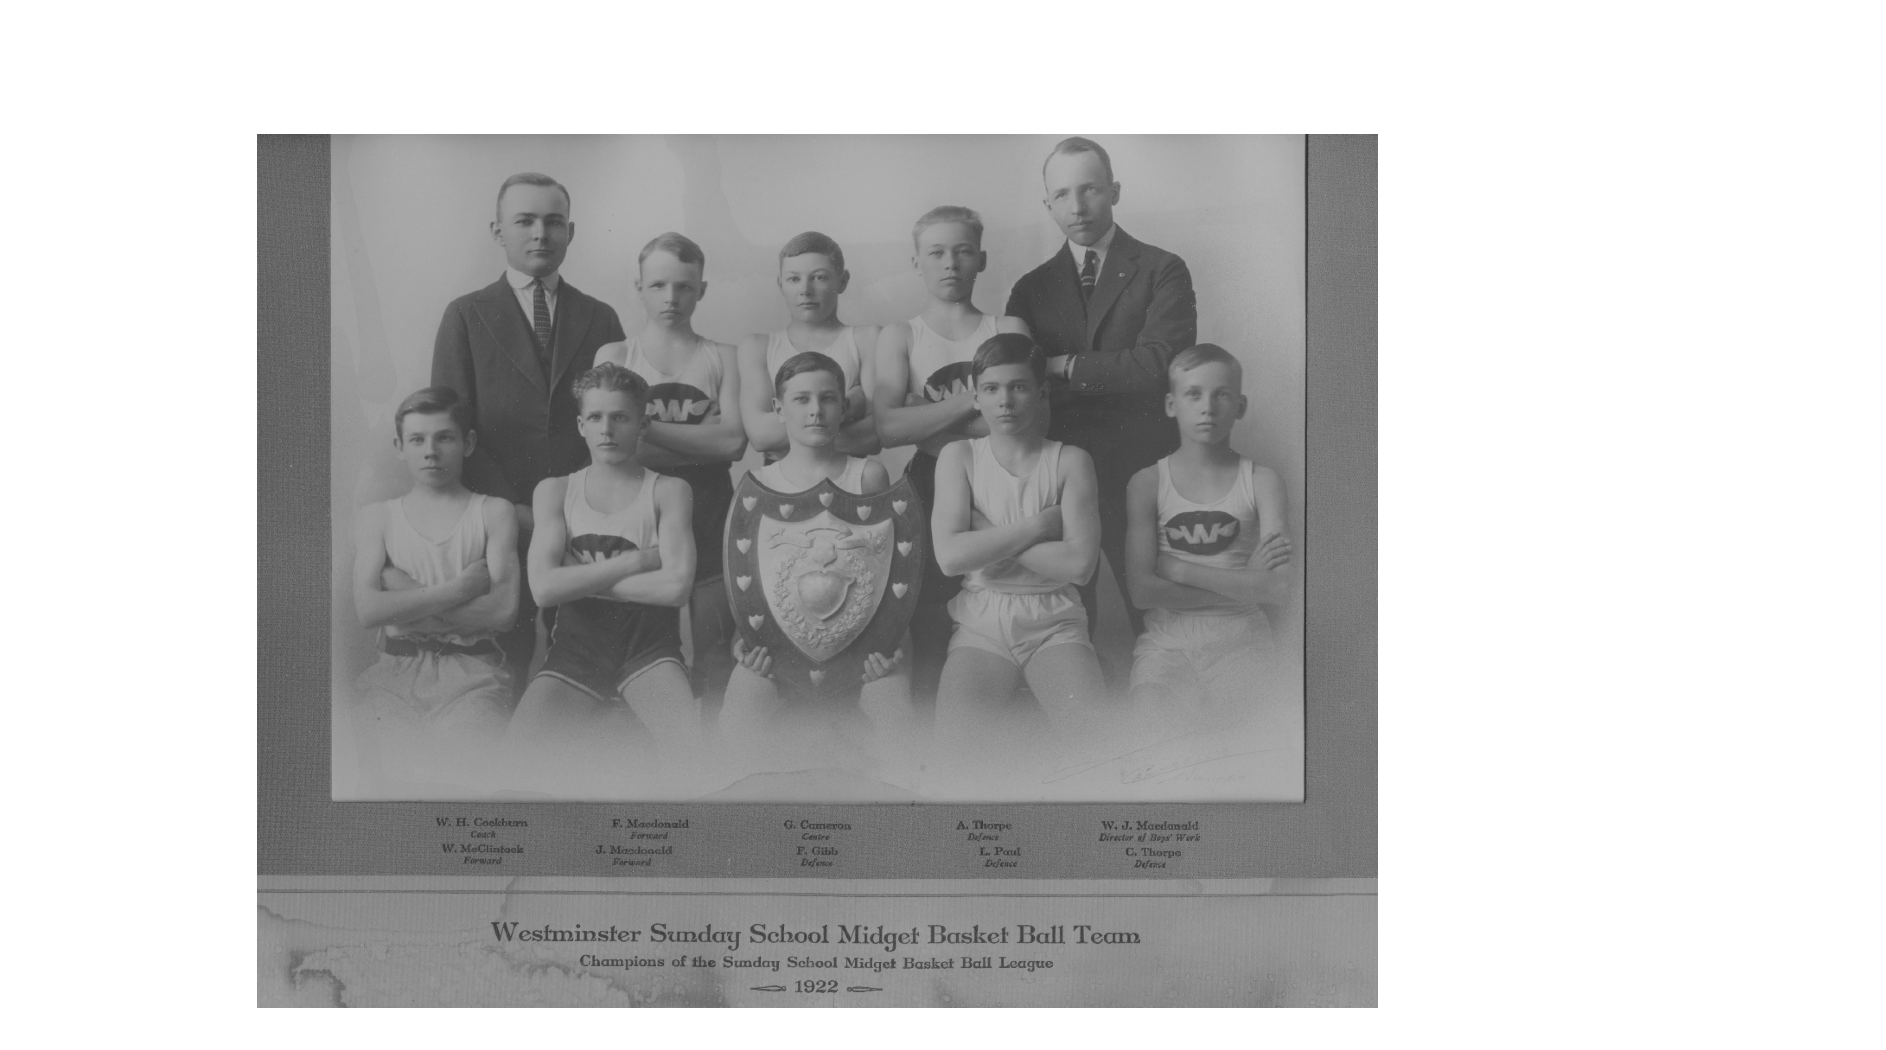 W
W
W
W
W. H. Cockburn F. Macdonald G. Cameron A. Thorpe W. J. Macdonald
Coach Forward Centre Defence Director of Boys' Work
W. McClintock J. Macdonald F. Gibb L. Paul C. Thorpe
Forward Forward Defence Defence Defence
Westminster Sunday School Midget Basket Ball Team
Champions of the Sunday School Midget Basket Ball League
1922